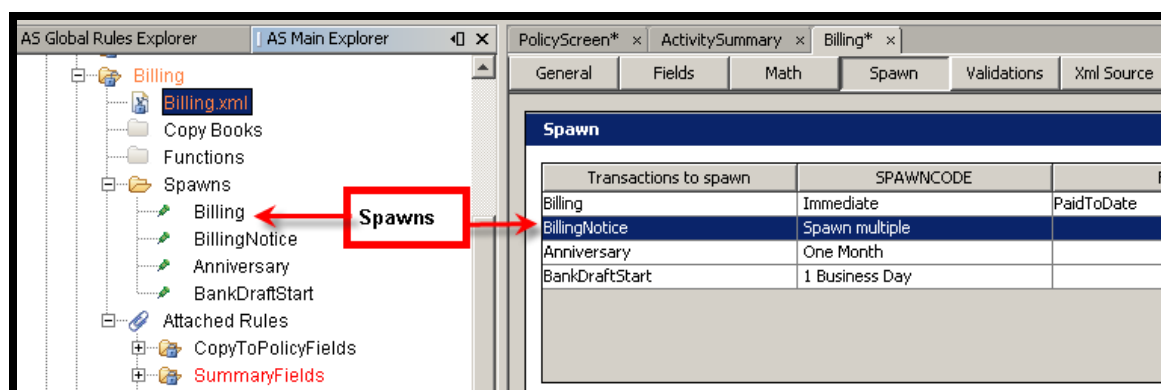 AS Global Rules Explorer AS Main Explorer
Billing
Billing.xml
Copy Books
Functions
Spawns
Billing
BillingNotice
Anniversary
BankDraftStart
Attached Rules
CopyToPolicyFields
SummaryFields
Spawns
PolicyScreen* × ActivitySummary × Billing* ×
General Fields Math Spawn Validations Xml Source
Spawn
Transactions to spawn SPAWNCODE
Billing Immediate PaidToDate
BillingNotice Spawn multiple
Anniversary One Month
BankDraftStart 1 Business Day